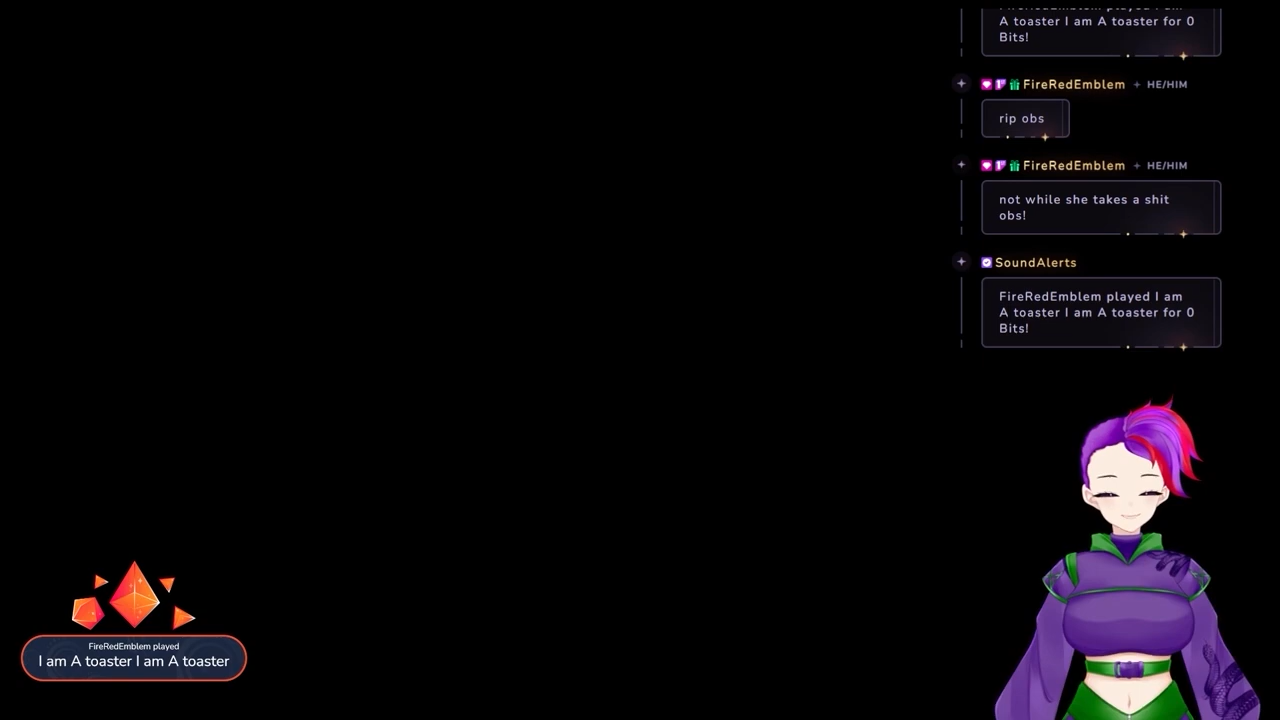 A toaster I am A toaster for 0
Bits!
FireRedEmblem HE/HIM
rip obs
FireRedEmblem HE/HIM
not while she takes a shit
obs!
SoundAlerts
FireRedEmblem played I am
A toaster I am A toaster for 0
Bits!
FireRedEmblem played
I am A toaster I am A toaster